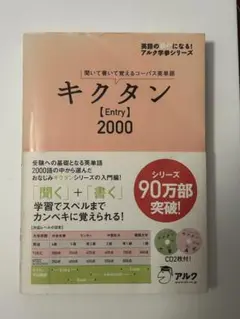 英語の　になる!
アルク学参シリーズ
聞いて書いて覚えるコーパス英単語
キクタン
【Entry】
2000
受験への基礎となる英単語
2000語の中から選んだ
おなじみキクタンシリーズの入門編!
「聞く」+「書く」
学習でスペルまで
カンペキに覚えられる!
シリーズ
90万部
突破!
CD2枚付!
アルク